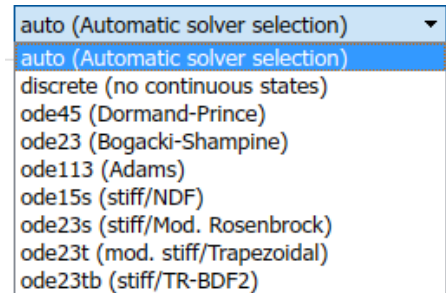 auto (Automatic solver selection)
auto (Automatic solver selection)
discrete (no continuous states)
ode45 (Dormand-Prince)
ode23 (Bogacki-Shampine)
ode113 (Adams)
ode15s (stiff/NDF)
ode23s (stiff/Mod. Rosenbrock)
ode23t (mod. stiff/Trapezoidal)
ode23tb (stiff/TR-BDF2)